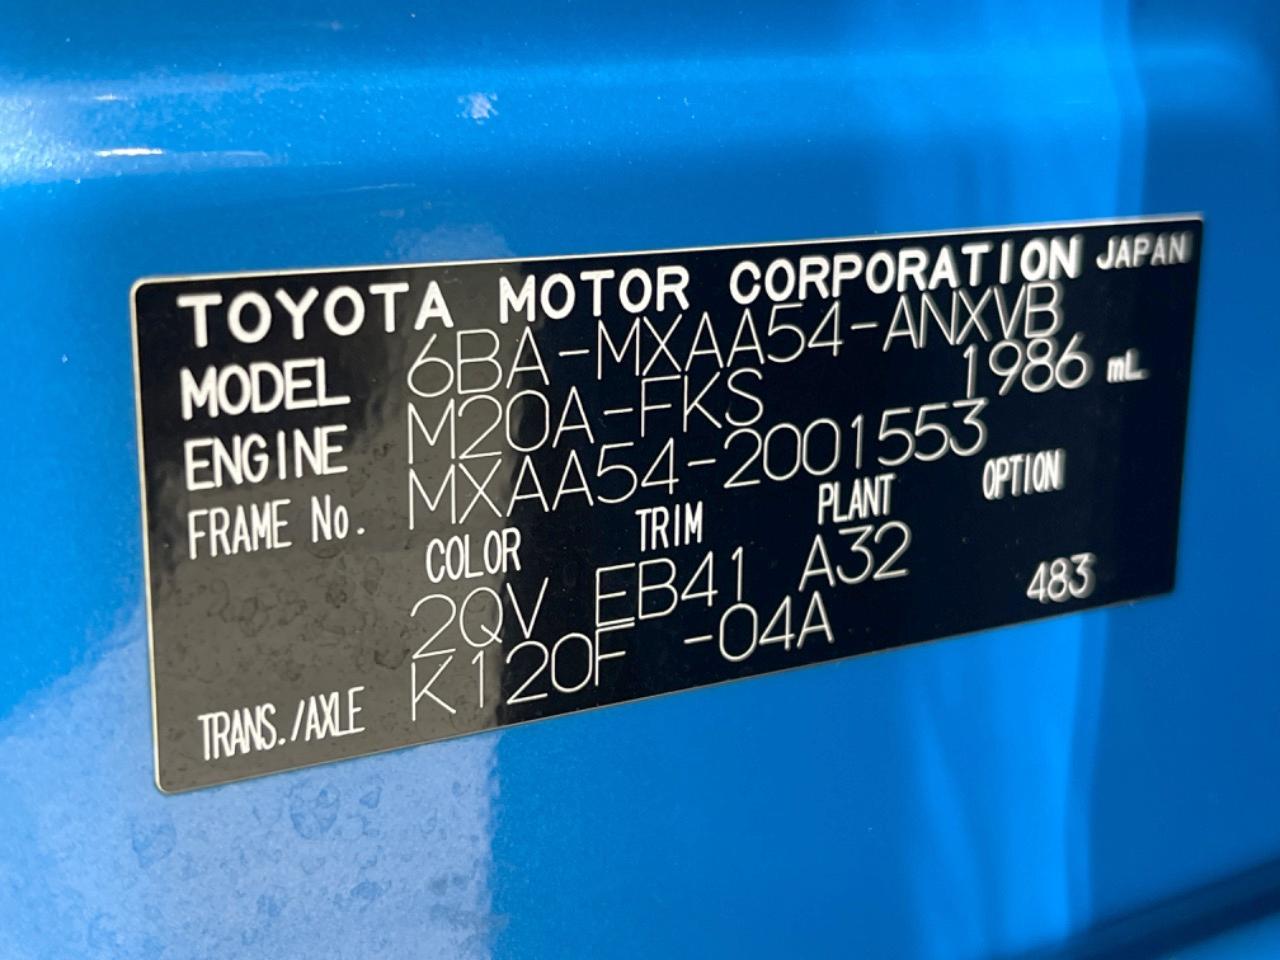 TOYOTA MOTOR CORPORATION JAPAN
MODEL 6BA-MXAA54-ANXVB
ENGINE M20A-FKS 1986 mL
FRAME No. MXAA54-2001553
COLOR TRIM PLANT OPTION
2QV EB41 A32 483
TRANS./AXLE K120F -04A